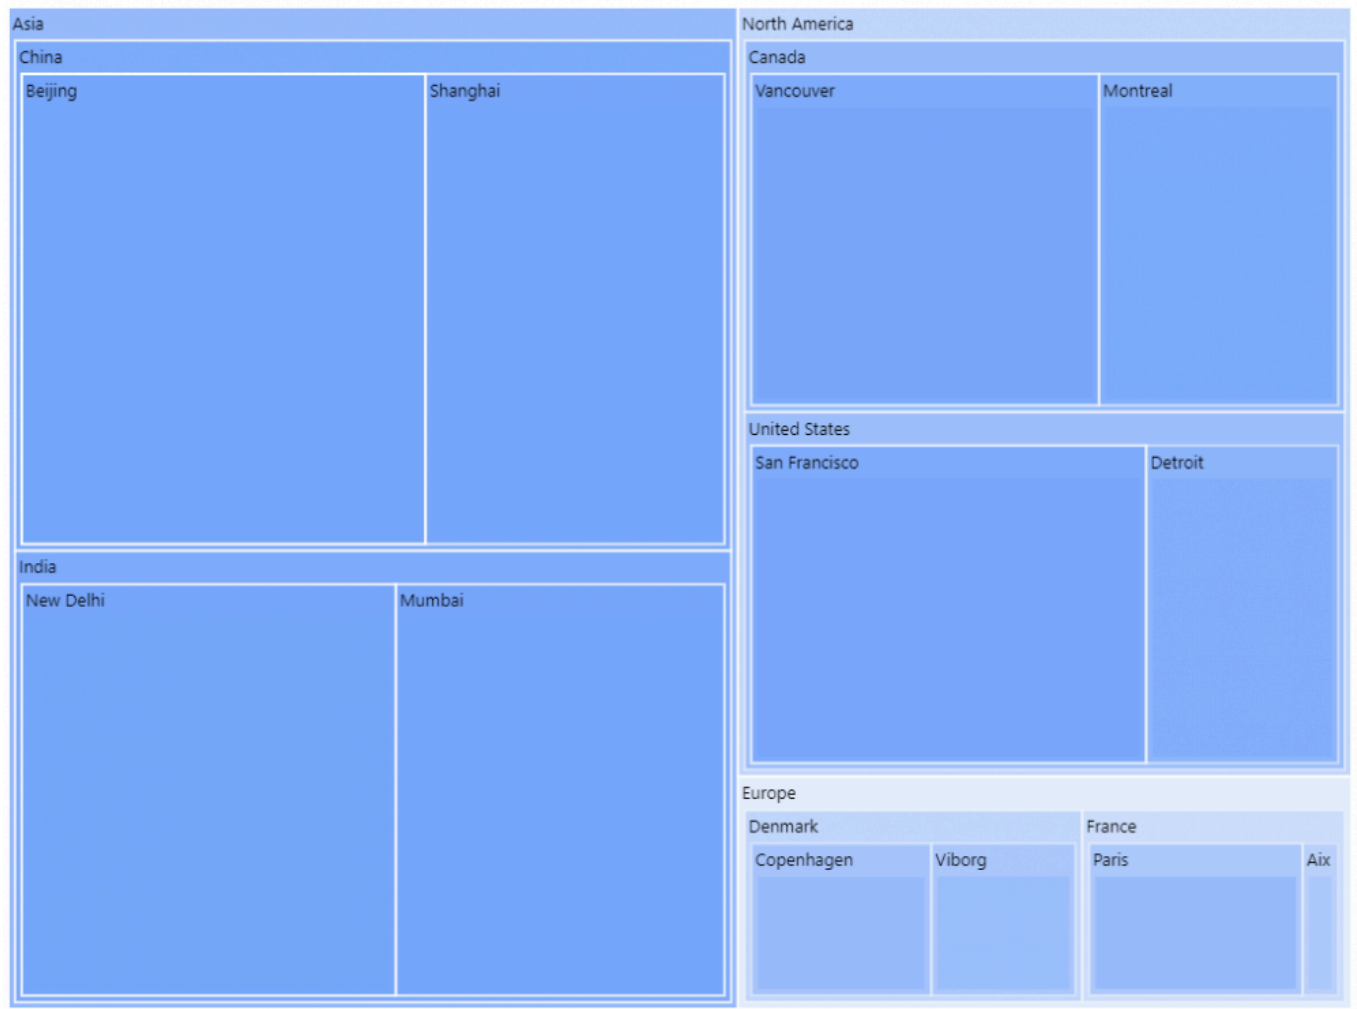 Asia
China
Beijing
Shanghai
India
New Delhi
Mumbai
North America
Canada
Vancouver
Montreal
United States
San Francisco
Detroit
Europe
Denmark
Copenhagen
Viborg
France
Paris
Aix